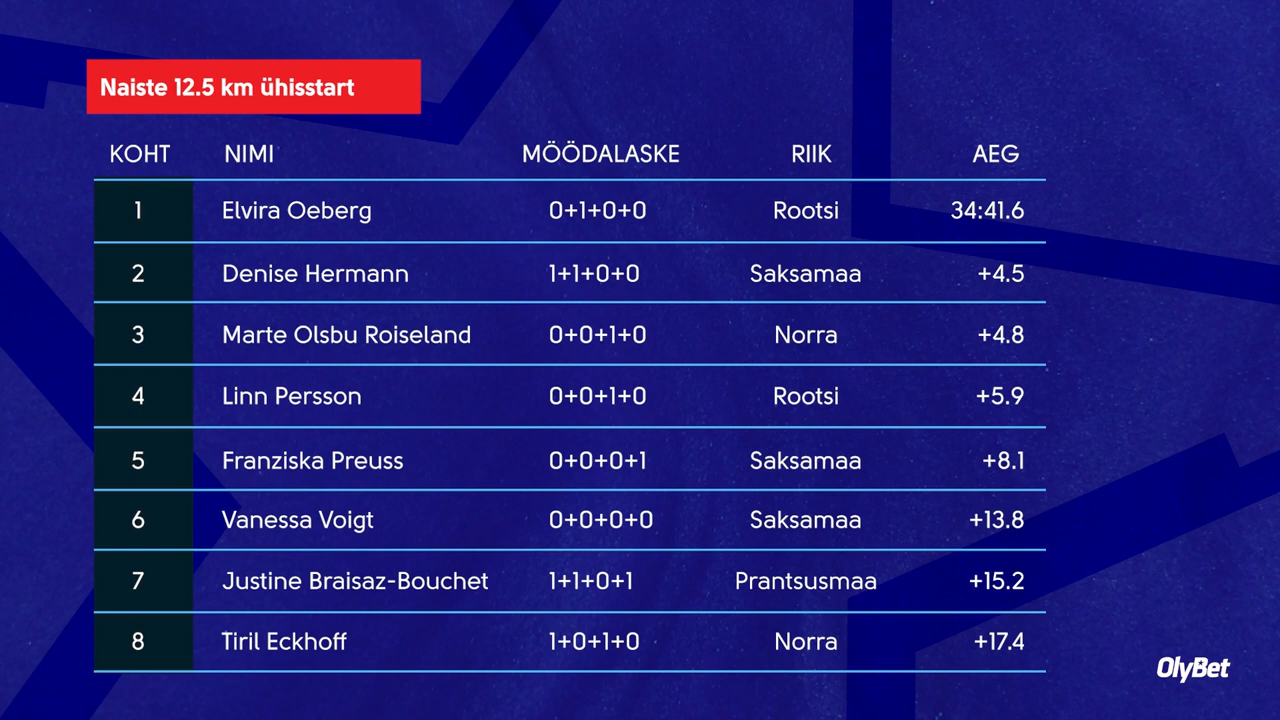 Naiste 12.5 km ühisstart
KOHT NIMI MÖÖDALASKE RIIK AEG
1 Elvira Oeberg 0+1+0+0 Rootsi 34:41.6
2 Denise Hermann 1+1+0+0 Saksamaa +4.5
3 Marte Olsbu Roiseland 0+0+1+0 Norra +4.8
4 Linn Persson 0+0+1+0 Rootsi +5.9
5 Franziska Preuss 0+0+0+1 Saksamaa +8.1
6 Vanessa Voigt 0+0+0+0 Saksamaa +13.8
7 Justine Braisaz-Bouchet 1+1+0+1 Prantsusmaa +15.2
8 Tiril Eckhoff 1+0+1+0 Norra +17.4
OlyBet